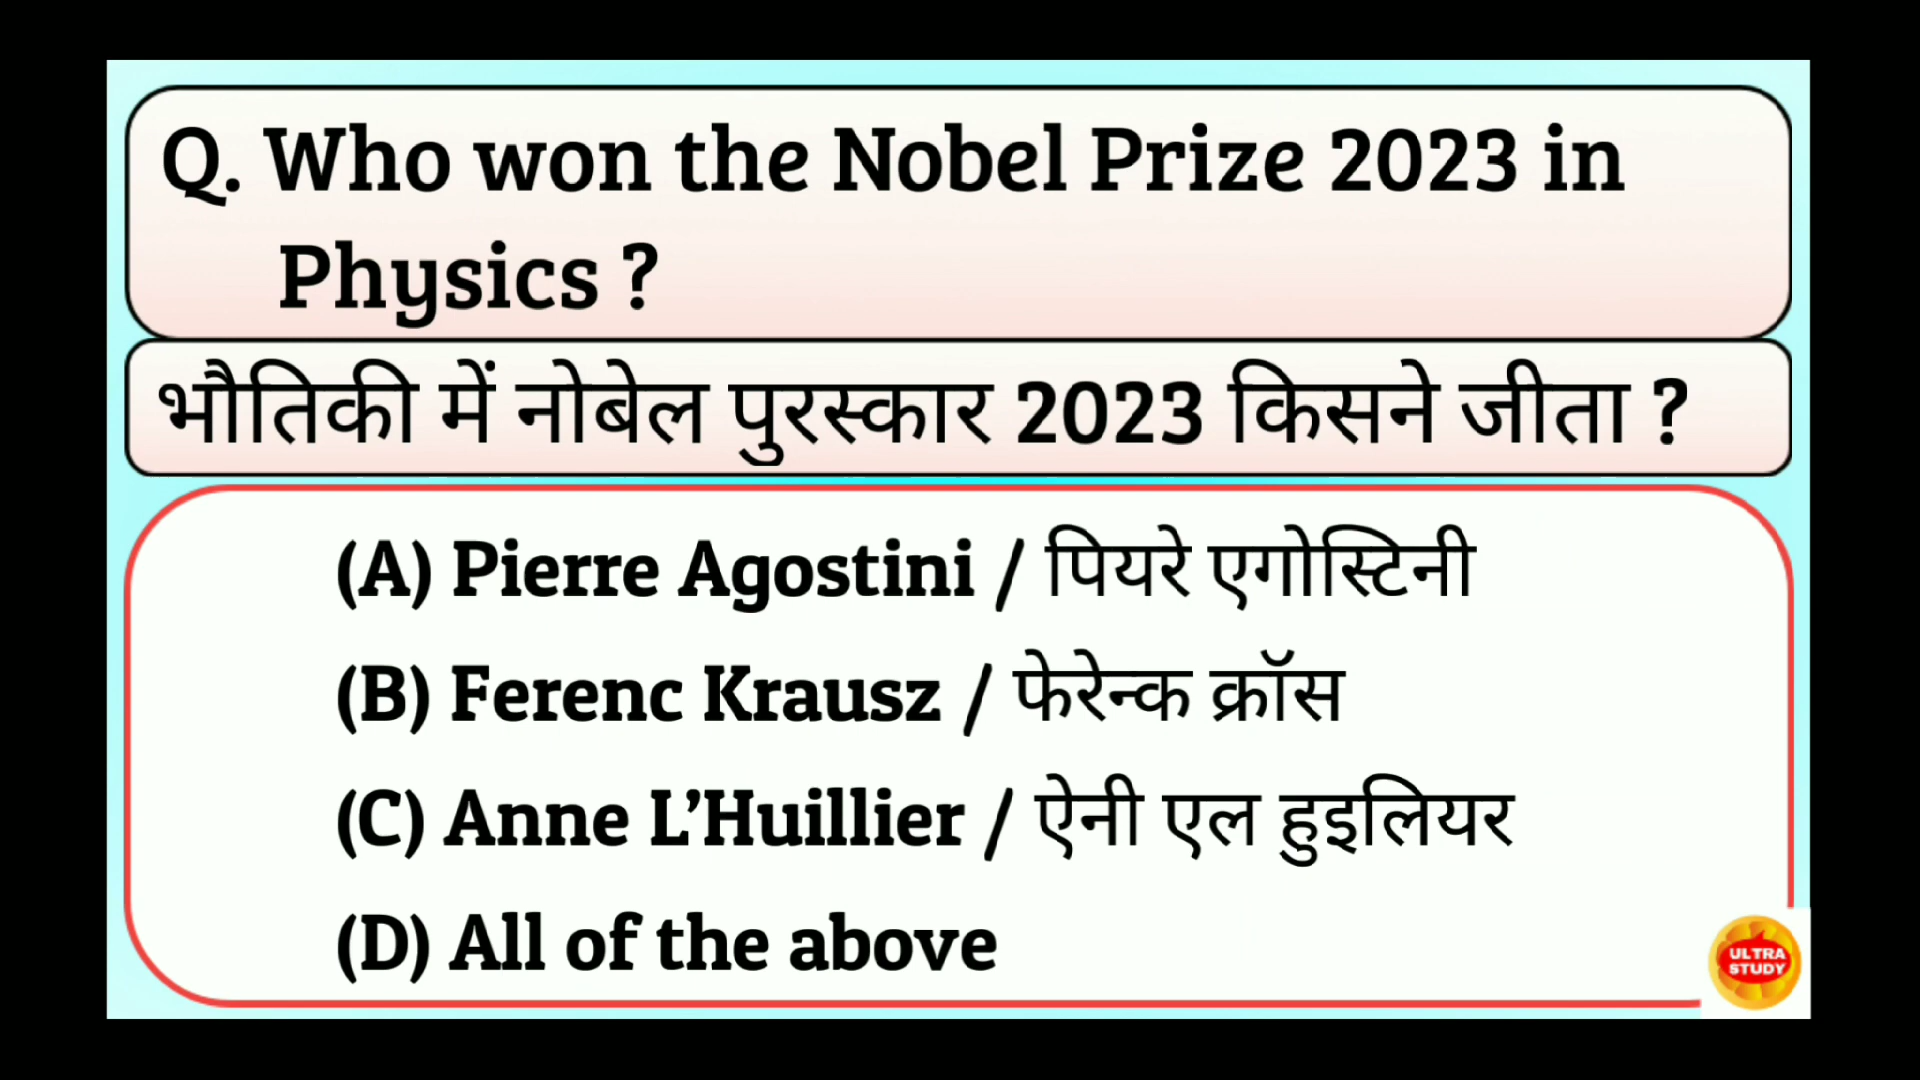 Q. Who won the Nobel Prize 2023 in
Physics ?
भौतिकी में नोबेल पुरस्कार 2023 किसने जीता ?
(A) Pierre Agostini / पियरे एगोस्टिनी
(B) Ferenc Krausz / फेरेन्क क्रॉस
(C) Anne L’Huillier / ऐनी एल हुइलियर
(D) All of the above
ULTRA
STUDY